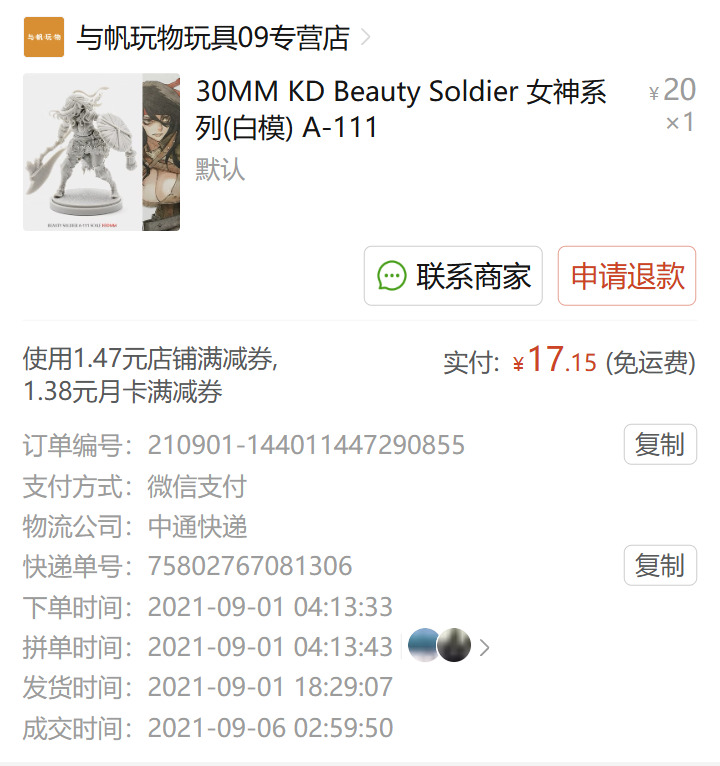 与·帆·玩·物
与帆玩物玩具09专营店
30MM KD Beauty Soldier 女神系
列(白模) A-111
¥20
×1
默认
BEAUTY SOLDIER A-111 SCALE 30MM
联系商家
申请退款
使用1.47元店铺满减券,
1.38元月卡满减券
实付: ¥17.15 (免运费)
订单编号: 210901-144011447290855
复制
支付方式: 微信支付
物流公司: 中通快递
快递单号: 75802767081306
复制
下单时间: 2021-09-01 04:13:33
拼单时间: 2021-09-01 04:13:43
发货时间: 2021-09-01 18:29:07
成交时间: 2021-09-06 02:59:50